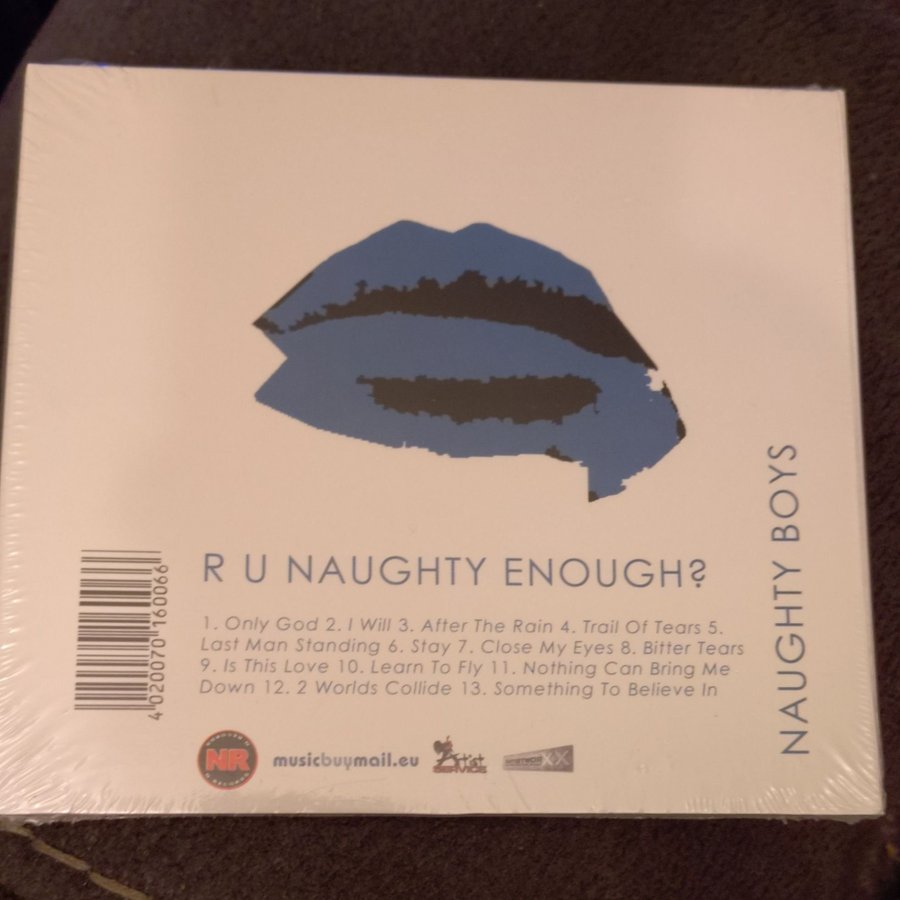 R U NAUGHTY ENOUGH?
1. Only God 2. I Will 3. After The Rain 4. Trail Of Tears 5.
Last Man Standing 6. Stay 7. Close My Eyes 8. Bitter Tears
9. Is This Love 10. Learn To Fly 11. Nothing Can Bring Me
Down 12. 2 Worlds Collide 13. Something To Believe In
NAUGHTY BOYS
4 020070 160066
NR
musicbuymail.eu
Artist
SERVICE
XX